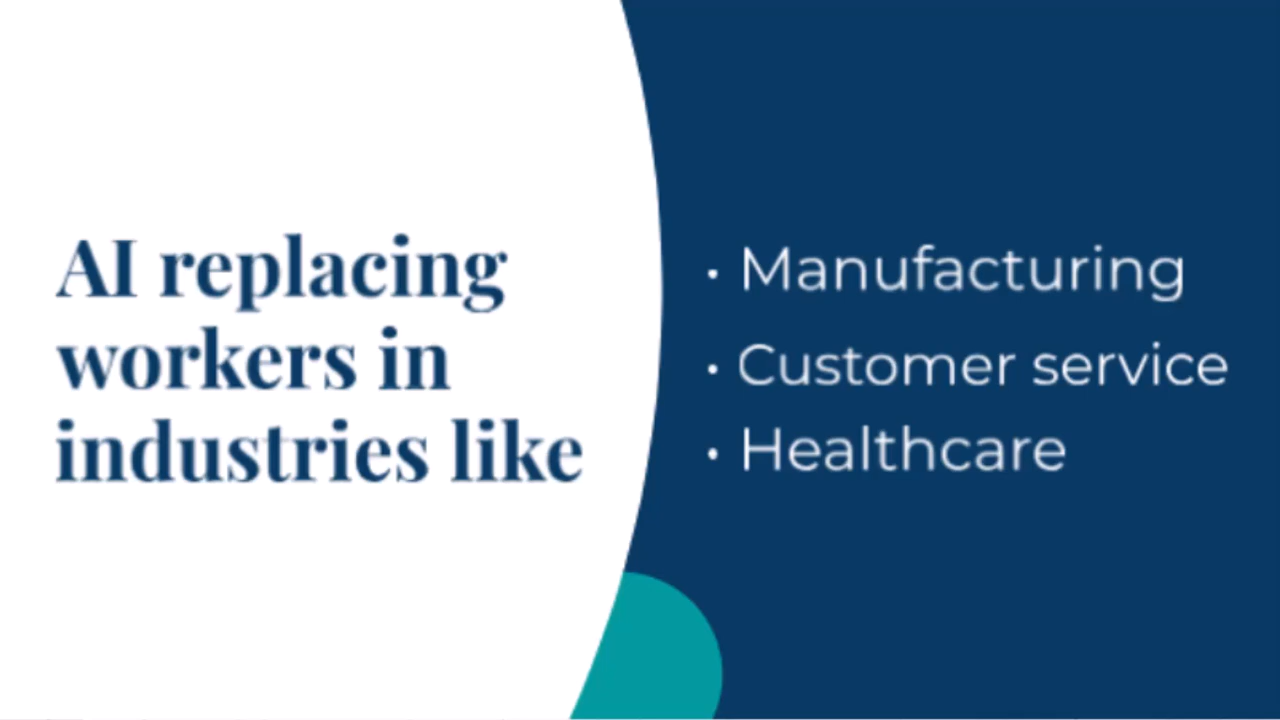 AI replacing
workers in
industries like
• Manufacturing
• Customer service
• Healthcare